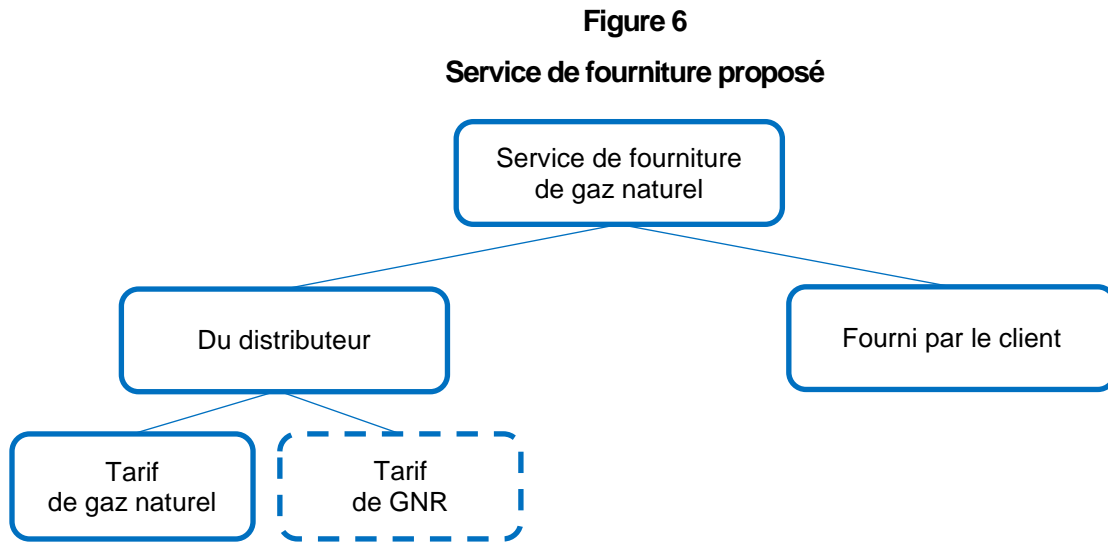 Figure 6
Service de fourniture proposé
Service de fourniture
de gaz naturel
Du distributeur
Fourni par le client
Tarif
de gaz naturel
Tarif
de GNR